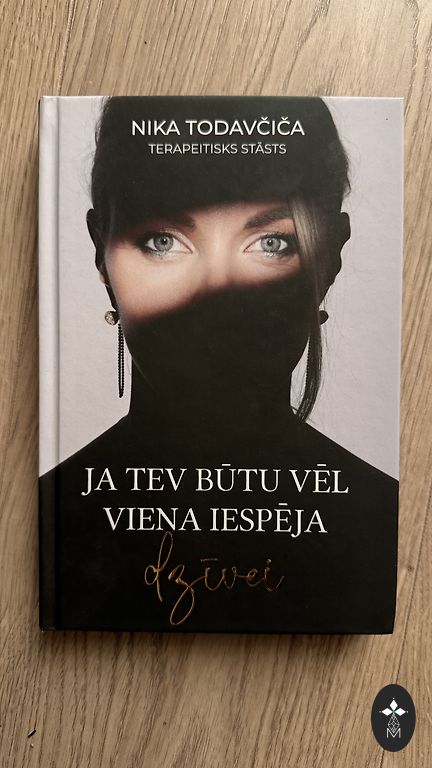 NIKA TODAVČIČA
TERAPEITISKS STĀSTS
JA TEV BŪTU VĒL
VIENA IESPĒJA
dzīvei
M